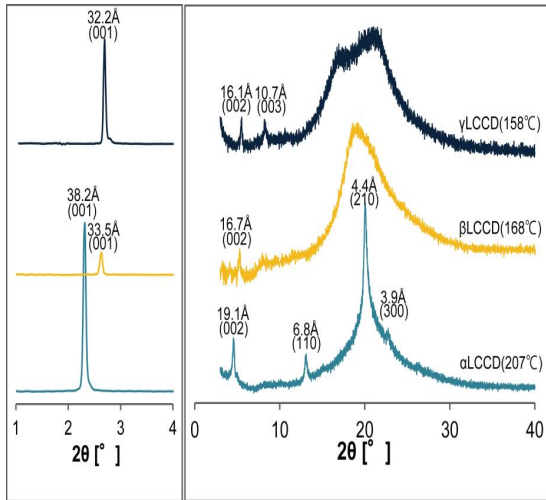 32.2Å
(001)
38.2Å
(001)
33.5Å
(001)
1
2
3
4
2θ [°]
16.1Å
(002)
10.7Å
(003)
γLCCD(158℃)
16.7Å
(002)
βLCCD(168℃)
4.4Å
(210)
19.1Å
(002)
6.8Å
(110)
3.9Å
(300)
αLCCD(207℃)
0
10
20
30
40
2θ [°]